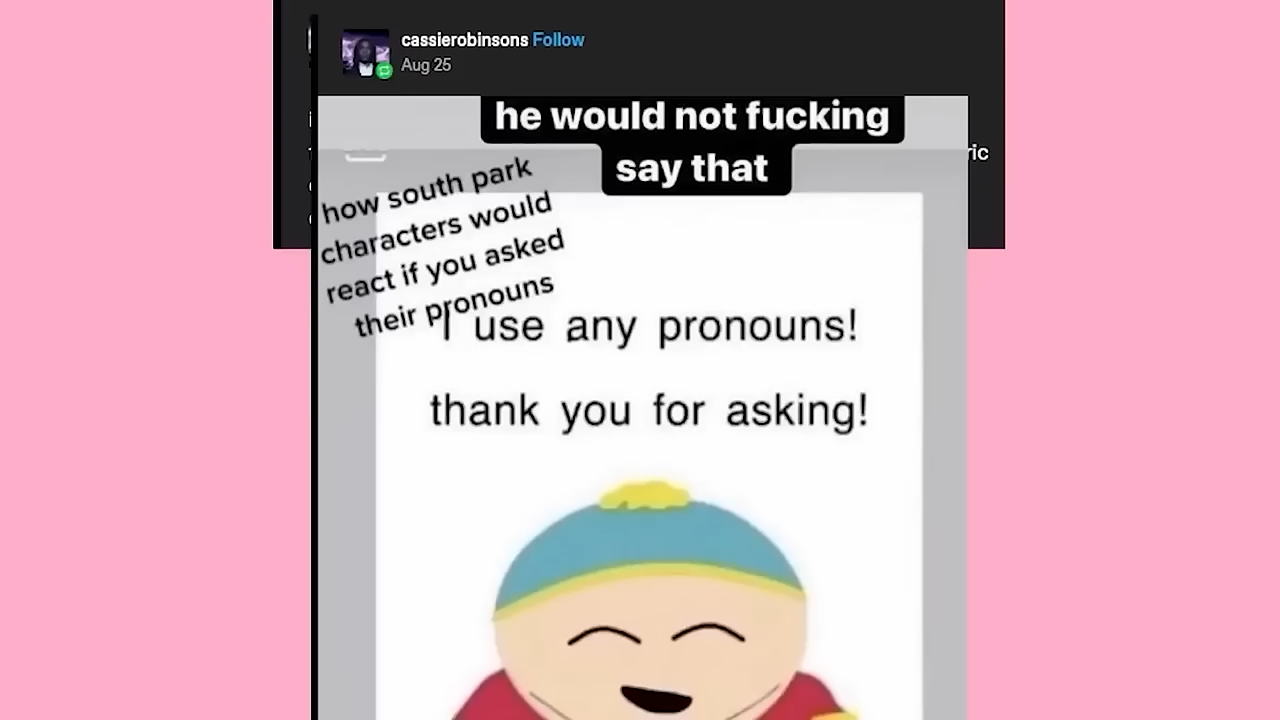 cassierobinsons Follow
Aug 25
he would not fucking
say that
ric
how south park
characters would
react if you asked
their pronouns
I use any pronouns!
thank you for asking!